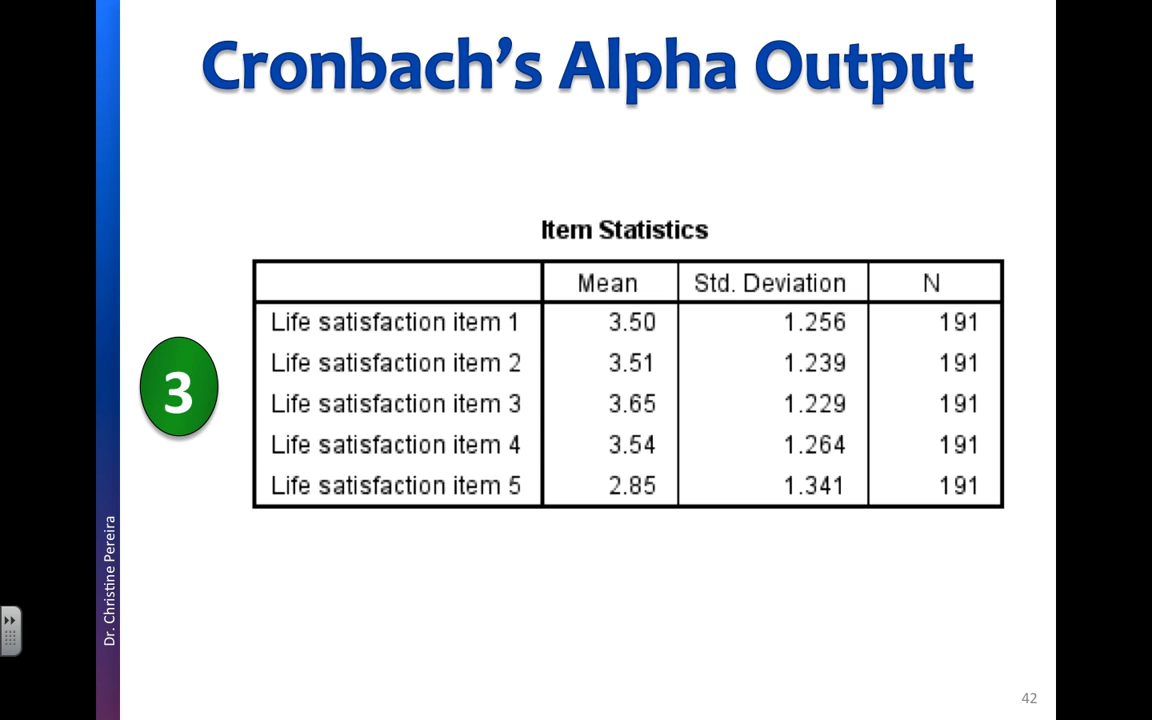 Cronbach’s Alpha Output
Item Statistics
Mean Std. Deviation N
Life satisfaction item 1 3.50 1.256 191
Life satisfaction item 2 3.51 1.239 191
Life satisfaction item 3 3.65 1.229 191
Life satisfaction item 4 3.54 1.264 191
Life satisfaction item 5 2.85 1.341 191
3
Dr. Christine Pereira
42